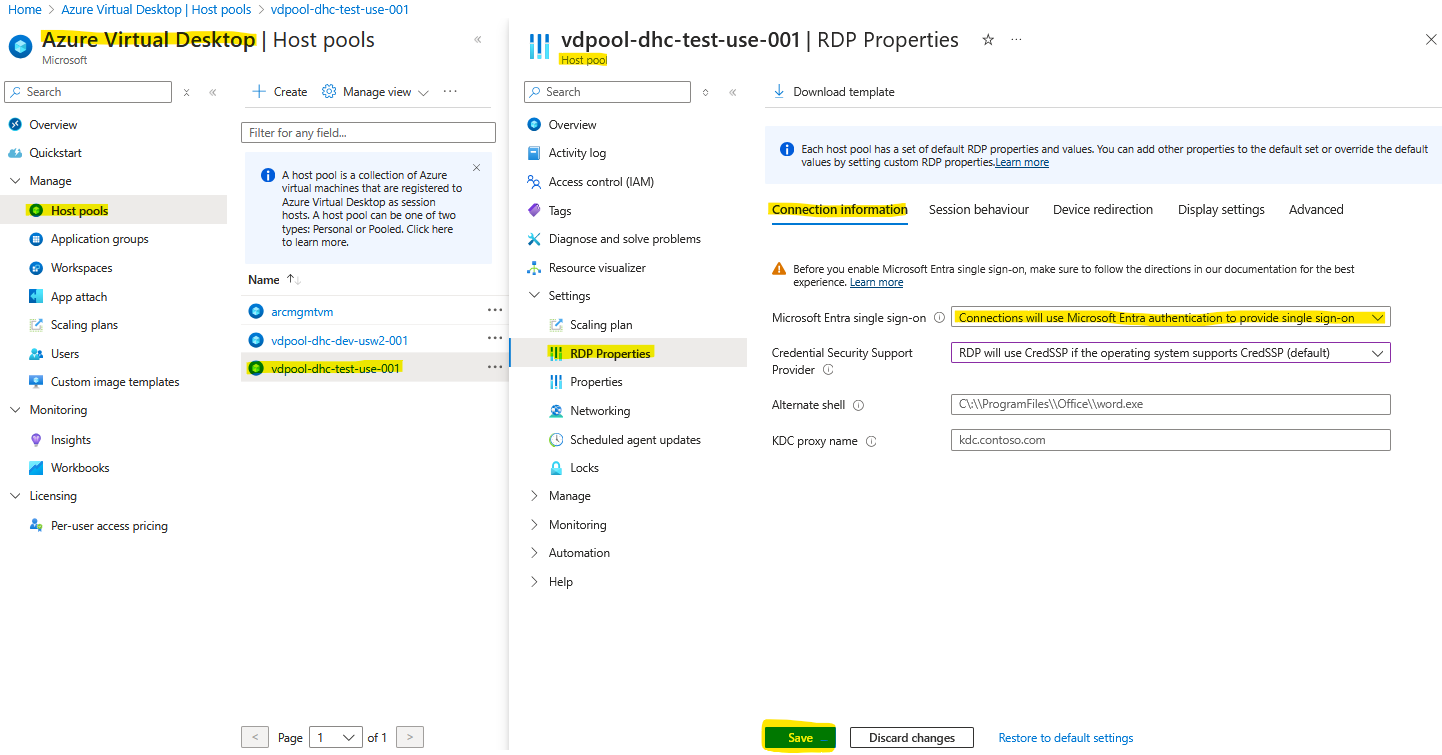 Home > Azure Virtual Desktop | Host pools > vdpool-dhc-test-use-001
Azure Virtual Desktop | Host pools
Microsoft
Search
Overview
Quickstart
Manage
Host pools
Application groups
Workspaces
App attach
Scaling plans
Users
Custom image templates
Monitoring
Insights
Workbooks
Licensing
Per-user access pricing
Create
Manage view
Filter for any field...
A host pool is a collection of Azure
virtual machines that are registered to
Azure Virtual Desktop as session
hosts. A host pool can be one of two
types: Personal or Pooled. Click here
to learn more.
Name
arcmgmtvm
vdpool-dhc-dev-usw2-001
vdpool-dhc-test-use-001
< Page 1 of 1 >
vdpool-dhc-test-use-001 | RDP Properties
Host pool
Search
Overview
Activity log
Access control (IAM)
Tags
Diagnose and solve problems
Resource visualizer
Settings
Scaling plan
RDP Properties
Properties
Networking
Scheduled agent updates
Locks
Manage
Monitoring
Automation
Help
Download template
Each host pool has a set of default RDP properties and values. You can add other properties to the default set or override the default
values by setting custom RDP properties.Learn more
Connection information Session behaviour Device redirection Display settings Advanced
Before you enable Microsoft Entra single sign-on, make sure to follow the directions in our documentation for the best
experience. Learn more
Microsoft Entra single sign-on Connections will use Microsoft Entra authentication to provide single sign-on
Credential Security Support RDP will use CredSSP if the operating system supports CredSSP (default)
Provider
Alternate shell C\:\\ProgramFiles\\Office\\word.exe
KDC proxy name kdc.contoso.com
Save Discard changes Restore to default settings